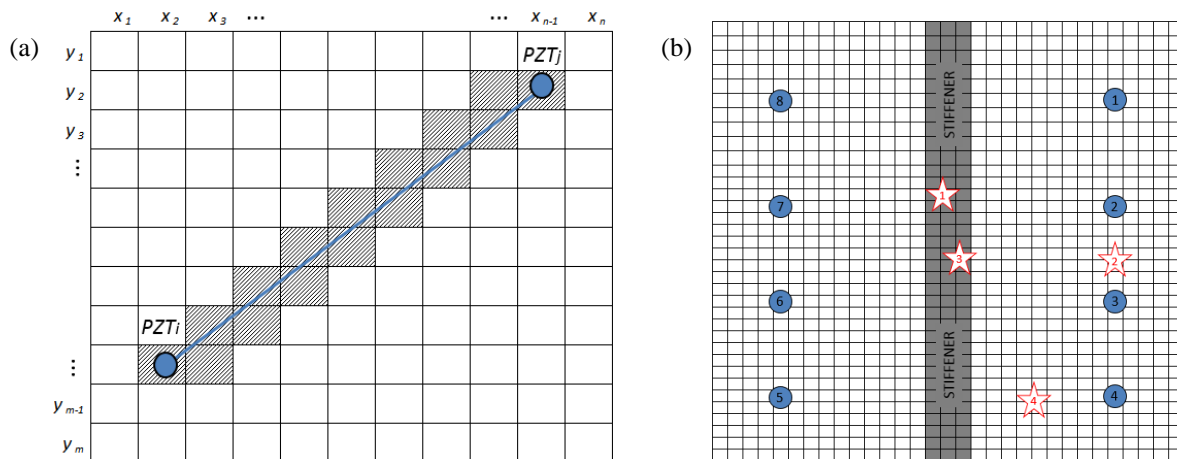 (a)
x 1 x 2 x 3 ... ... x n-1 x n
y 1
y 2
y 3
⋮
⋮
y m-1
y m
PZTj
PZTi
(b)
STIFFENER
STIFFENER
8
1
1
7
2
3
2
6
3
5
4
4